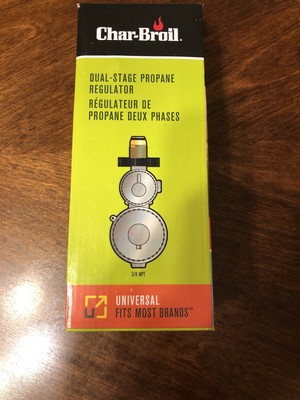 Char-Broil
DUAL-STAGE PROPANE
REGULATOR
RÉGULATEUR DE
PROPANE DEUX PHASES
3/8 NPT
UNIVERSAL
FITS MOST BRANDS™